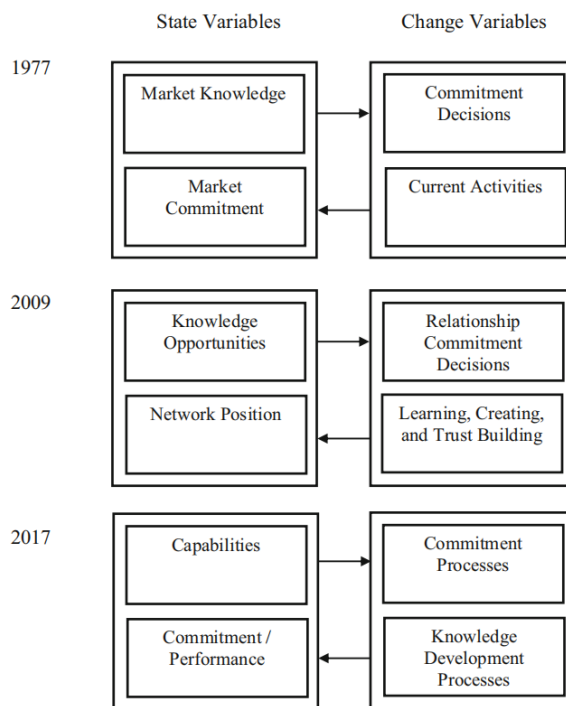 State Variables
Change Variables
1977
Market Knowledge
Commitment
Decisions
Market
Commitment
Current Activities
2009
Knowledge
Opportunities
Relationship
Commitment
Decisions
Network Position
Learning, Creating,
and Trust Building
2017
Capabilities
Commitment
Processes
Commitment /
Performance
Knowledge
Development
Processes